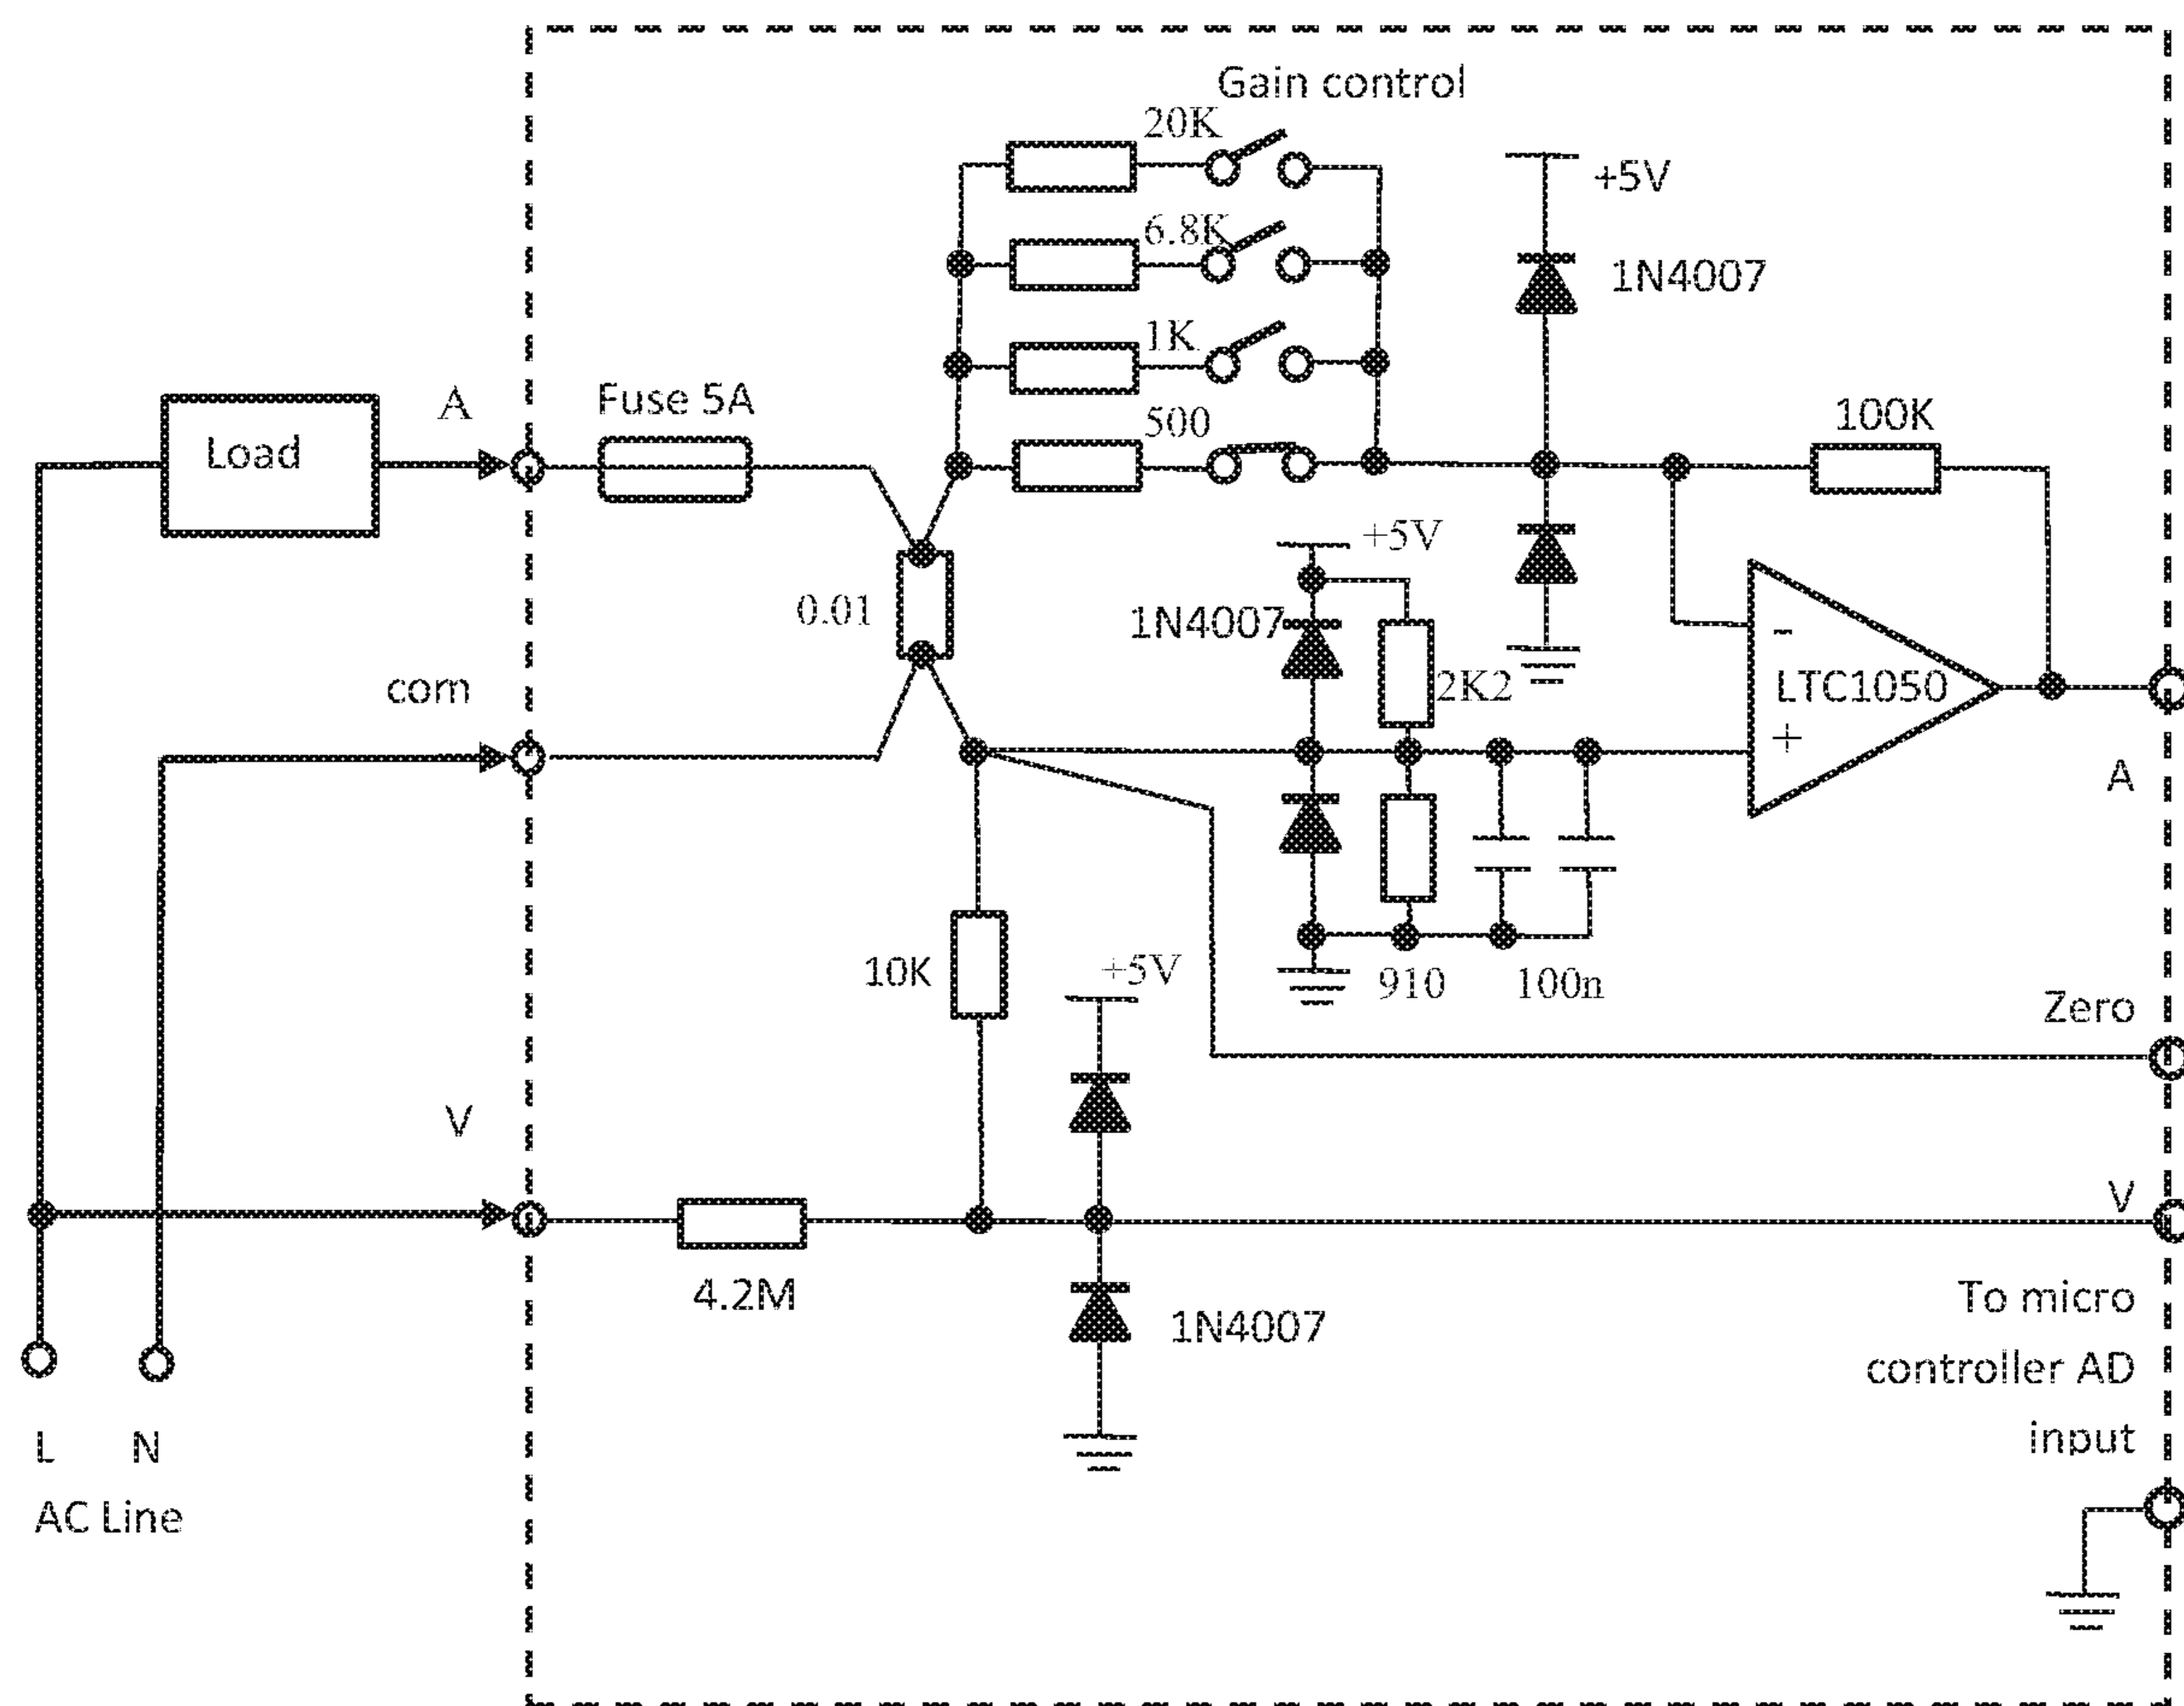 Gain control
20K
+5V
6.8K
1N4007
1K
A
Fuse 5A
500
100K
Load
+5V
0.01
1N4007
-
com
2K2
LTC1050
+
A
10K
+5V
910
100n
Zero
V
V
4.2M
1N4007
To micro
controller AD
input
L
N
AC Line